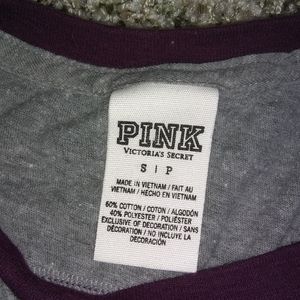 PINK
VICTORIA'S SECRET
S | P
MADE IN VIETNAM / FAIT AU
VIETNAM / HECHO EN VIETNAM
60% COTTON / COTON / ALGODÓN
40% POLYESTER / POLIÉSTER
EXCLUSIVE OF DECORATION / SANS
DÉCORATION / NO INCLUYE LA
DECORACIÓN